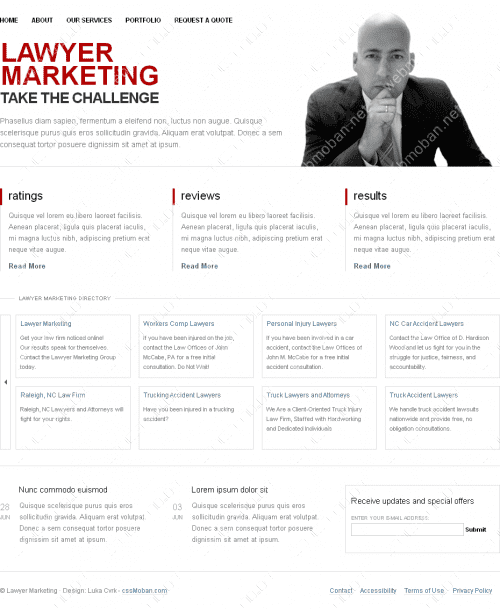 HOME ABOUT OUR SERVICES PORTFOLIO REQUEST A QUOTE
LAWYER
MARKETING
TAKE THE CHALLENGE
Phasellus diam sapien, fermentum a eleifend non, luctus non augue. Quisque
scelerisque purus quis eros sollicitudin gravida. Aliquam erat volutpat. Donec a sem
consequat tortor posuere dignissim sit amet at ipsum.
ratings
Quisque vel lorem eu libero laoreet facilisis.
Aenean placerat, ligula quis placerat iaculis,
mi magna luctus nibh, adipiscing pretium erat
neque vitae augue.
Read More
reviews
Quisque vel lorem eu libero laoreet facilisis.
Aenean placerat, ligula quis placerat iaculis,
mi magna luctus nibh, adipiscing pretium erat
neque vitae augue.
Read More
results
Quisque vel lorem eu libero laoreet facilisis.
Aenean placerat, ligula quis placerat iaculis,
mi magna luctus nibh, adipiscing pretium erat
neque vitae augue.
Read More
LAWYER MARKETING DIRECTORY
Lawyer Marketing
Get your law firm noticed online!
Our results speak for themselves.
Contact the Lawyer Marketing Group
today.
Workers Comp Lawyers
If you have been injured on the job,
contact the Law Offices of John
McCabe, PA for a free initial
consultation. Do Not Wait!
Personal Injury Lawyers
If you have been involved in a car
accident, contact the Law Offices of
John M. McCabe for a free initial
accident consultation.
NC Car Accident Lawyers
Contact the Law Office of D. Hardison
Wood and let us fight for you in the
struggle for justice, fairness, and
accountability.
Raleigh, NC Law Firm
Raleigh, NC Lawyers and Attorneys will
fight for your rights.
Trucking Accident Lawyers
Have you been injured in a trucking
accident?
Truck Lawyers and Attorneys
We Are a Client-Oriented Truck Injury
Law Firm, Staffed with Hardworking
and Dedicated Individuals
Truck Accident Lawyers
We handle truck accident lawsuits
nationwide and provide free, no
obligation consultations.
28
JUN
Nunc commodo euismod
Quisque scelerisque purus quis eros
sollicitudin gravida. Aliquam erat volutpat.
Donec a sem consequat tortor posuere
dignissim sit amet at ipsum.
03
JUN
Lorem ipsum dolor sit
Quisque scelerisque purus quis eros
sollicitudin gravida. Aliquam erat volutpat.
Donec a sem consequat tortor posuere
dignissim sit amet at ipsum.
Receive updates and special offers
ENTER YOUR E-MAIL ADDRESS:
Submit
© Lawyer Marketing Design: Luka Cvrk - cssMoban.com
Contact Accessibility Terms of Use Privacy Policy